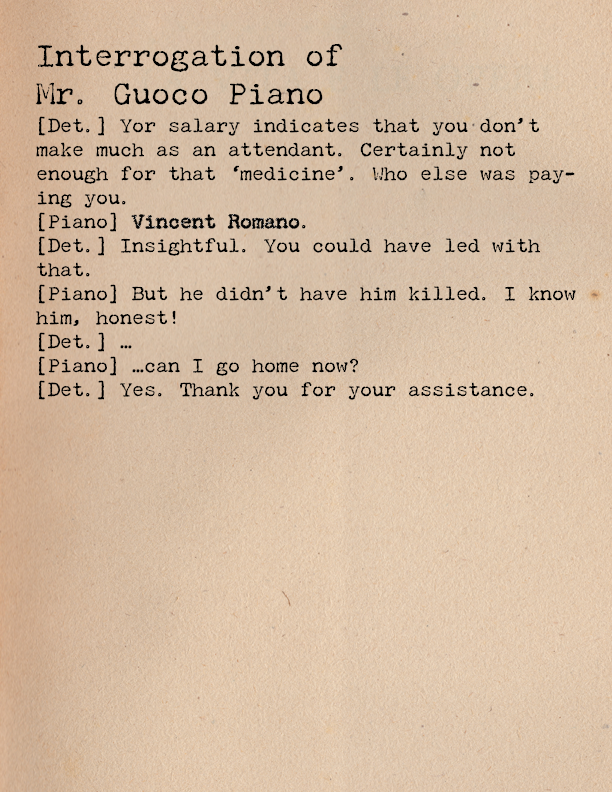 Interrogation of
Mr. Guoco Piano
[Det.] Yor salary indicates that you don't
make much as an attendant. Certainly not
enough for that ‘medicine’. Who else was pay-
ing you.
[Piano] Vincent Romano.
[Det.] Insightful. You could have led with
that.
[Piano] But he didn't have him killed. I know
him, honest!
[Det.] …
[Piano] …can I go home now?
[Det.] Yes. Thank you for your assistance.